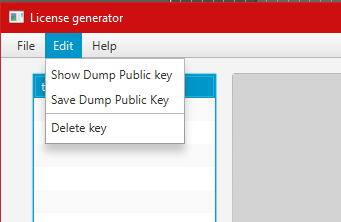 License generator
File Edit Help
Show Dump Public key
Save Dump Public Key
Delete key